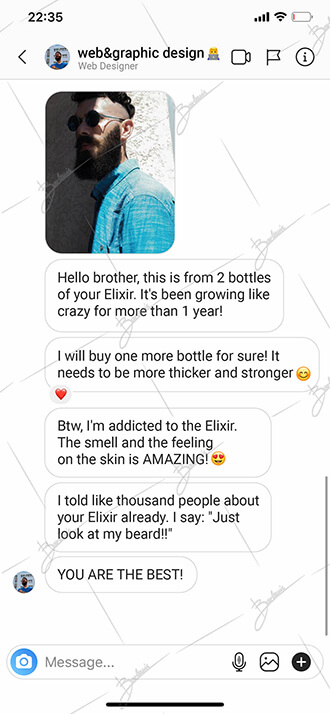 22:35
web&graphic design👨‍💻
Web Designer
Hello brother, this is from 2 bottles
of your Elixir. It's been growing like
crazy for more than 1 year!
I will buy one more bottle for sure! It
needs to be more thicker and stronger😊
❤️
Btw, I'm addicted to the Elixir.
The smell and the feeling
on the skin is AMAZING!😍
I told like thousand people about
your Elixir already. I say: "Just
look at my beard!!"
YOU ARE THE BEST!
Message...